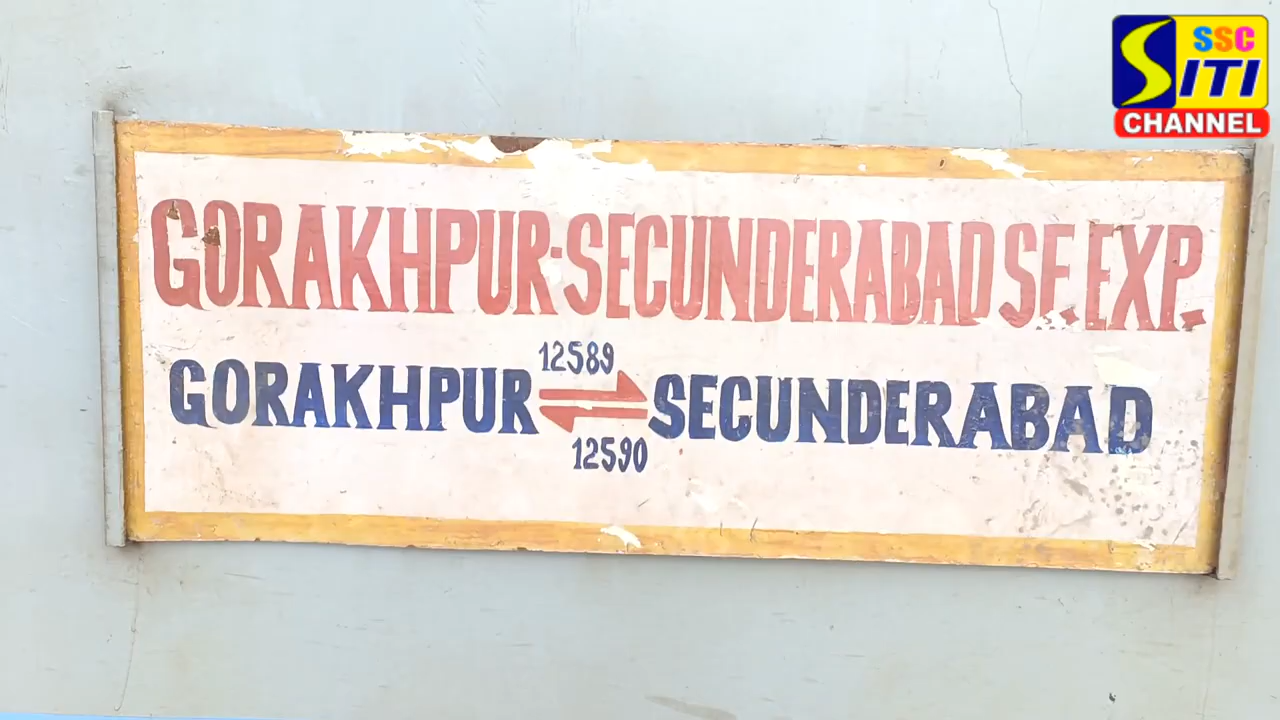 SSC
SITI
CHANNEL
GORAKHPUR-SECUNDERABAD SF. EXP.
12589
GORAKHPUR SECUNDERABAD
12590